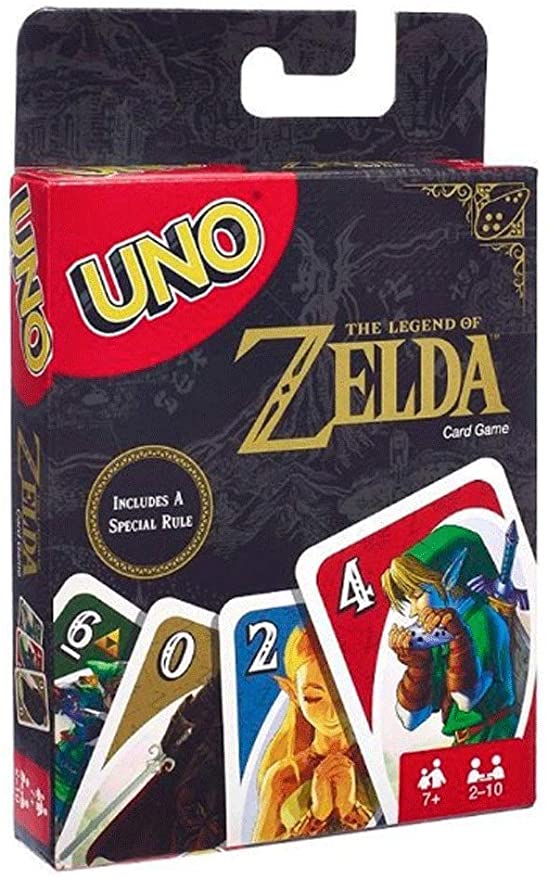 UNO
®
UNO
THE LEGEND OF
ZELDA™
Card Game
ZELDA
Card Game
INCLUDES A
SPECIAL RULE
6
0
2
4
7+
2-10